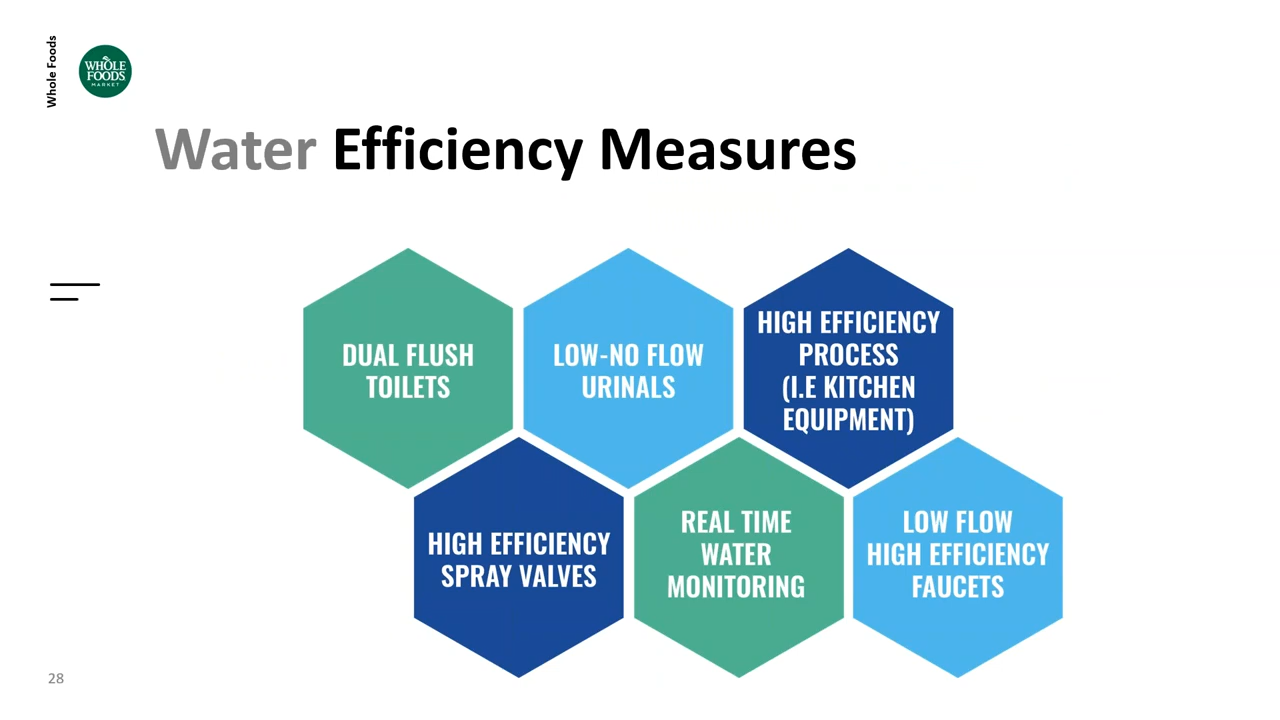 Whole Foods
WHOLE
FOODS
MARKET
Water Efficiency Measures
DUAL FLUSH
TOILETS
LOW-NO FLOW
URINALS
HIGH EFFICIENCY
PROCESS
(I.E KITCHEN
EQUIPMENT)
HIGH EFFICIENCY
SPRAY VALVES
REAL TIME
WATER
MONITORING
LOW FLOW
HIGH EFFICIENCY
FAUCETS
28